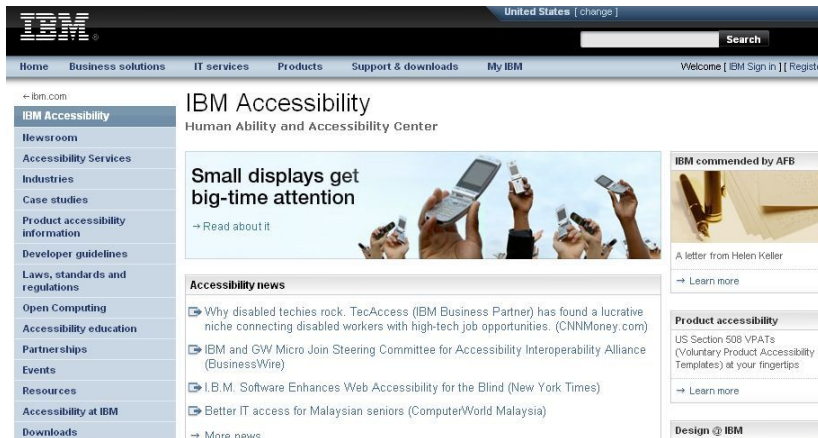 United States [ change ]
IBM®
Search
Home Business solutions IT services Products Support & downloads My IBM Welcome [ IBM Sign in ] [ Regist
← ibm.com
IBM Accessibility
Newsroom
Accessibility Services
Industries
Case studies
Product accessibility
information
Developer guidelines
Laws, standards and
regulations
Open Computing
Accessibility education
Partnerships
Events
Resources
Accessibility at IBM
Downloads
IBM Accessibility
Human Ability and Accessibility Center
Small displays get
big-time attention
→ Read about it
Accessibility news
Why disabled techies rock. TecAccess (IBM Business Partner) has found a lucrative
niche connecting disabled workers with high-tech job opportunities. (CNNMoney.com)
IBM and GW Micro Join Steering Committee for Accessibility Interoperability Alliance
(BusinessWire)
I.B.M. Software Enhances Web Accessibility for the Blind (New York Times)
Better IT access for Malaysian seniors (ComputerWorld Malaysia)
→ More news
IBM commended by AFB
A letter from Helen Keller
→ Learn more
Product accessibility
US Section 508 VPATs
(Voluntary Product Accessibility
Templates) at your fingertips
→ Learn more
Design @ IBM